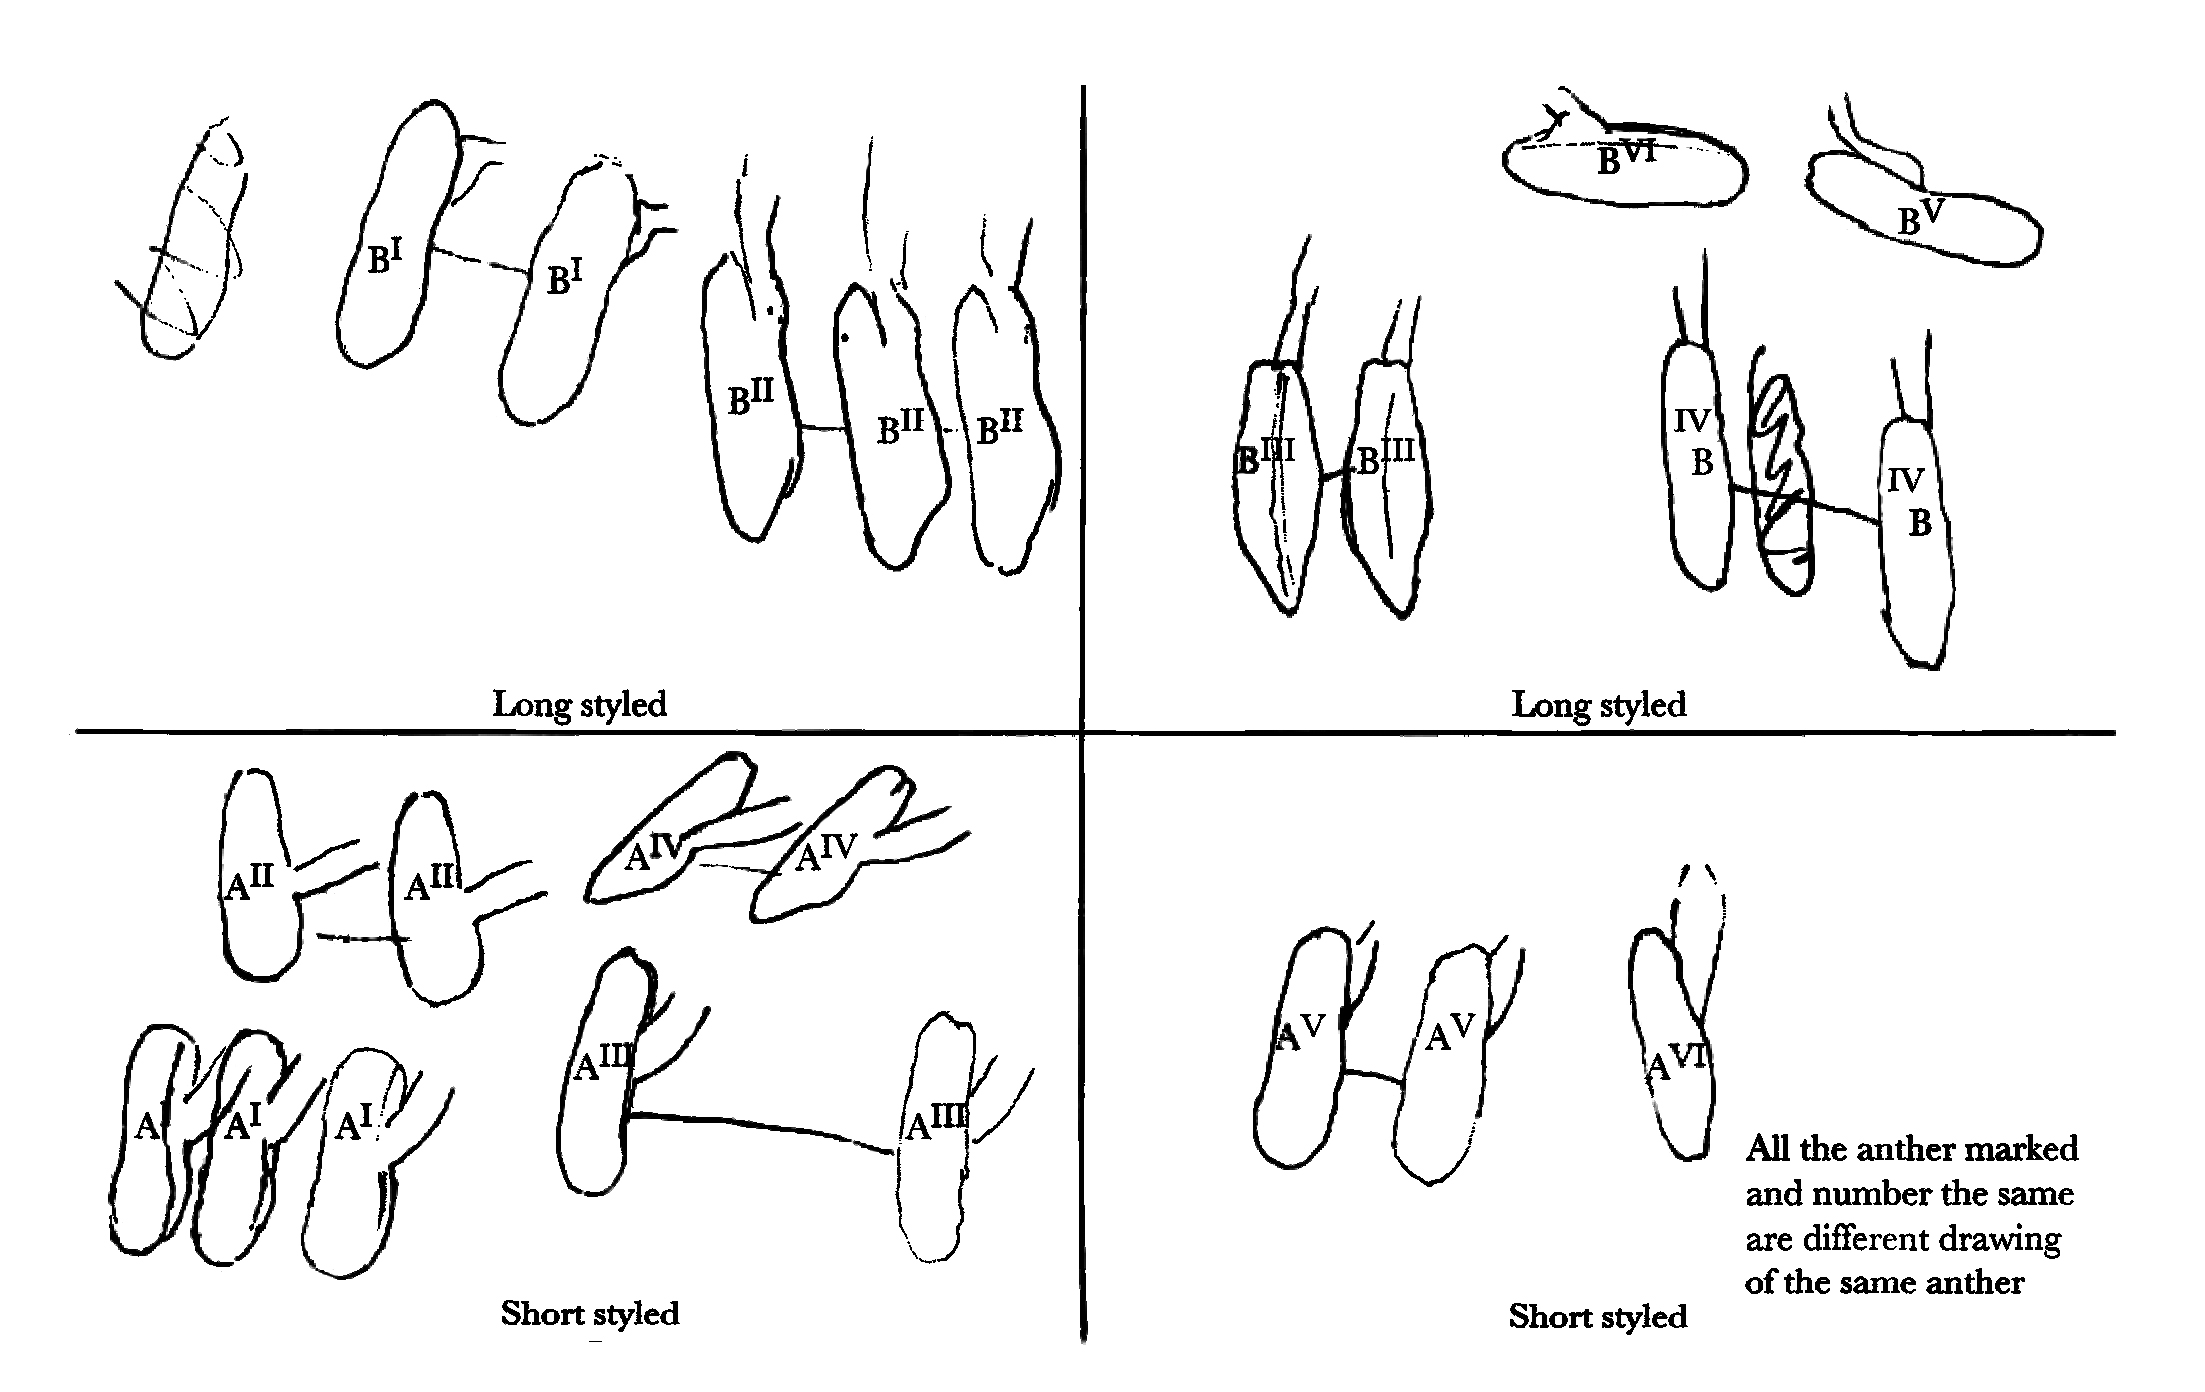 B^I
B^I
B^II
B^II
B^II
Long styled
B^VI
B^V
B^III
B^III
IV
B
IV
B
Long styled
A^II
A^II
A^IV
A^IV
A^I
A^I
A^I
A^III
A^III
Short styled
A^V
A^V
A^VI
All the anther marked
and number the same
are different drawing
of the same anther
Short styled